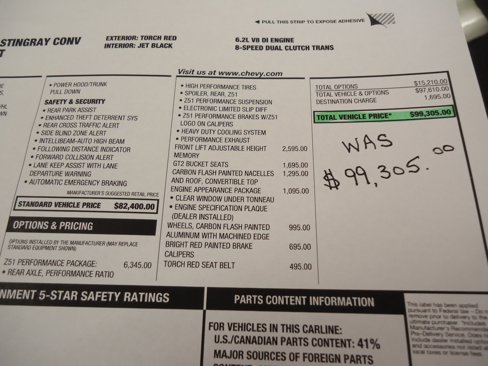 ◄ PULL THIS STRIP TO EXPOSE ADHESIVE
STINGRAY CONV
T
EXTERIOR: TORCH RED
INTERIOR: JET BLACK
6.2L V8 DI ENGINE
8-SPEED DUAL CLUTCH TRANS
Visit us at www.chevy.com
• POWER HOOD/TRUNK
PULL DOWN
SAFETY & SECURITY
• REAR PARK ASSIST
• ENHANCED THEFT DETERRENT SYS
• REAR CROSS TRAFFIC ALERT
• SIDE BLIND ZONE ALERT
• INTELLIBEAM-AUTO HIGH BEAM
• FOLLOWING DISTANCE INDICATOR
• FORWARD COLLISION ALERT
• LANE KEEP ASSIST WITH LANE
DEPARTURE WARNING
• AUTOMATIC EMERGENCY BRAKING
MANUFACTURER'S SUGGESTED RETAIL PRICE
STANDARD VEHICLE PRICE $82,400.00
OPTIONS & PRICING
OPTIONS INSTALLED BY THE MANUFACTURER (MAY REPLACE
STANDARD EQUIPMENT SHOWN)
Z51 PERFORMANCE PACKAGE: 6,345.00
• REAR AXLE, PERFORMANCE RATIO
• HIGH PERFORMANCE TIRES
• SPOILER, REAR, Z51
• Z51 PERFORMANCE SUSPENSION
• ELECTRONIC LIMITED SLIP DIFF
• Z51 PERFORMANCE BRAKES W/Z51
LOGO ON CALIPERS
• HEAVY DUTY COOLING SYSTEM
• PERFORMANCE EXHAUST
FRONT LIFT ADJUSTABLE HEIGHT 2,595.00
MEMORY
GT2 BUCKET SEATS 1,695.00
CARBON FLASH PAINTED NACELLES 1,295.00
AND ROOF, CONVERTIBLE TOP
ENGINE APPEARANCE PACKAGE 1,095.00
• CLEAR WINDOW UNDER TONNEAU
• ENGINE SPECIFICATION PLAQUE
(DEALER INSTALLED)
WHEELS, CARBON FLASH PAINTED 995.00
ALUMINUM WITH MACHINED EDGE
BRIGHT RED PAINTED BRAKE 695.00
CALIPERS
TORCH RED SEAT BELT 495.00
TOTAL OPTIONS $15,210.00
TOTAL VEHICLE & OPTIONS $97,610.00
DESTINATION CHARGE 1,695.00
TOTAL VEHICLE PRICE* $99,305.00
WAS
$99,305.00
NMENT 5-STAR SAFETY RATINGS
PARTS CONTENT INFORMATION
FOR VEHICLES IN THIS CARLINE:
U.S./CANADIAN PARTS CONTENT: 41%
MAJOR SOURCES OF FOREIGN PARTS
This label has been applied